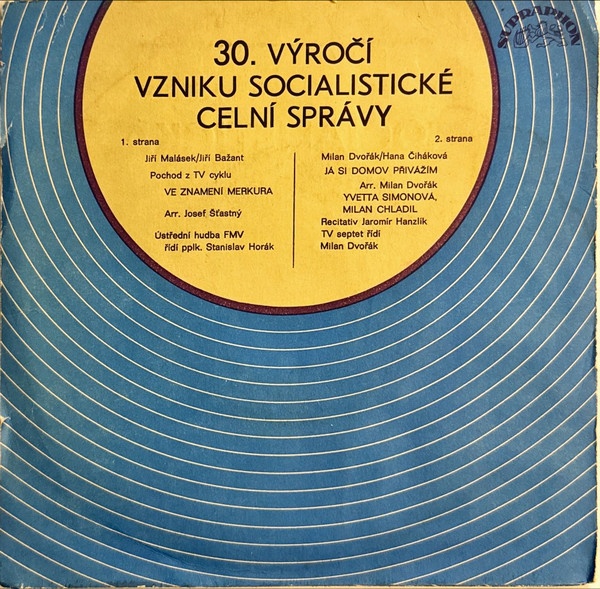 SUPRAPHON
30. VÝROČÍ
VZNIKU SOCIALISTICKÉ
CELNÍ SPRÁVY
1. strana
Jiří Malásek/Jiří Bažant
Pochod z TV cyklu
VE ZNAMENÍ MERKURA
Arr. Josef Šťastný
Ústřední hudba FMV
řídí pplk. Stanislav Horák
2. strana
Milan Dvořák/Hana Čiháková
JÁ SI DOMOV PŘIVÁŽÍM
Arr. Milan Dvořák
YVETTA SIMONOVÁ,
MILAN CHLADIL
Recitativ Jaromír Hanzlík
TV septet řídí
Milan Dvořák